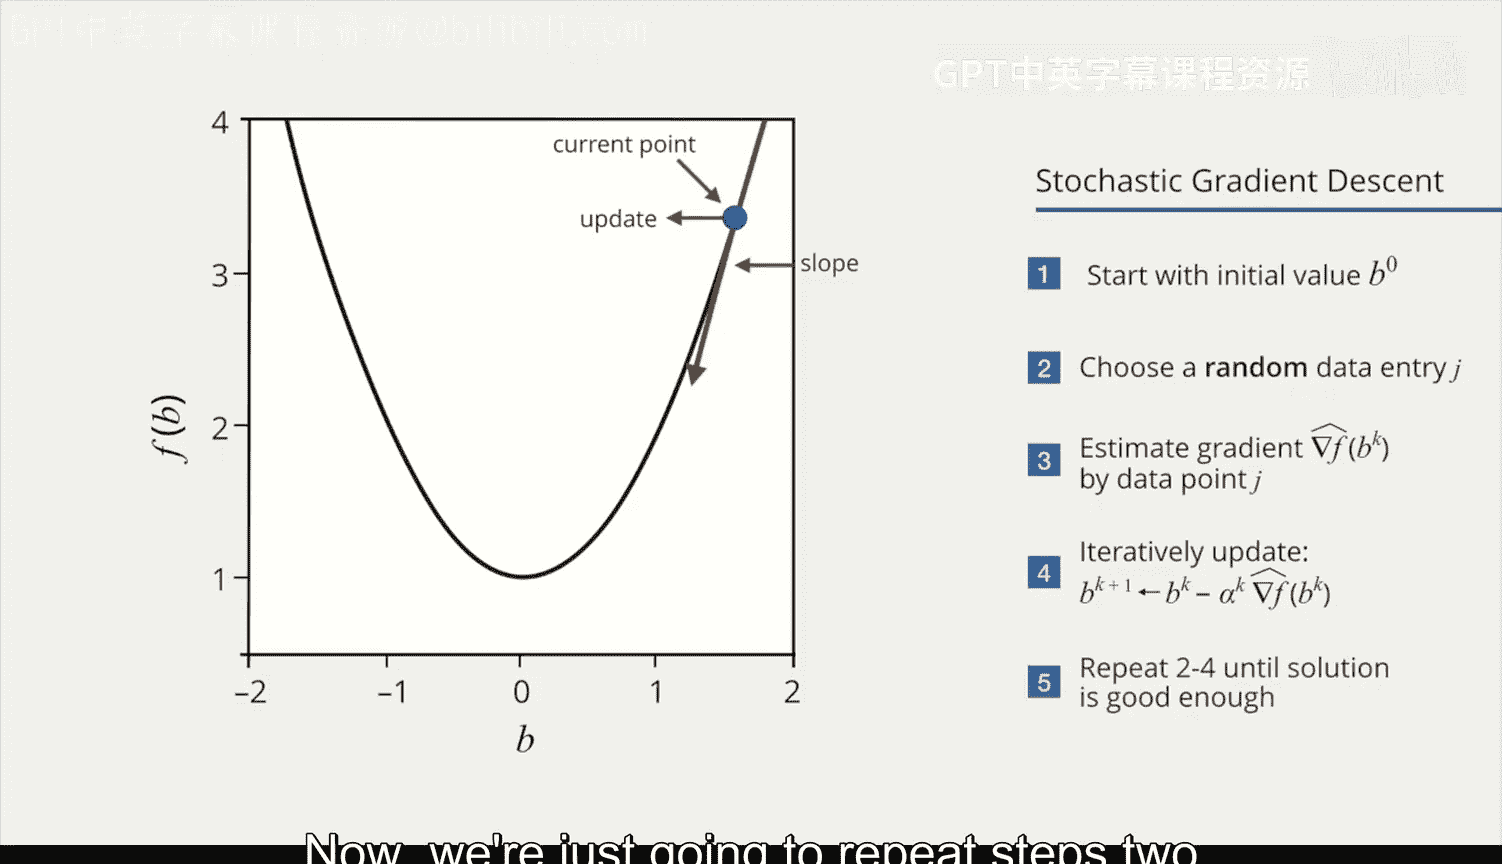 GPT中英字幕课程资源
4
3
2
1
f(b)
−2
−1
0
1
2
b
current point
update
slope
Stochastic Gradient Descent
1 Start with initial value b⁰
2 Choose a random data entry j
3 Estimate gradient \widehat{∇f}(bᵏ)
by data point j
4 Iteratively update:
bᵏ⁺¹ ← bᵏ − αᵏ \widehat{∇f}(bᵏ)
5 Repeat 2-4 until solution
is good enough
Now, we're just going to repeat steps two